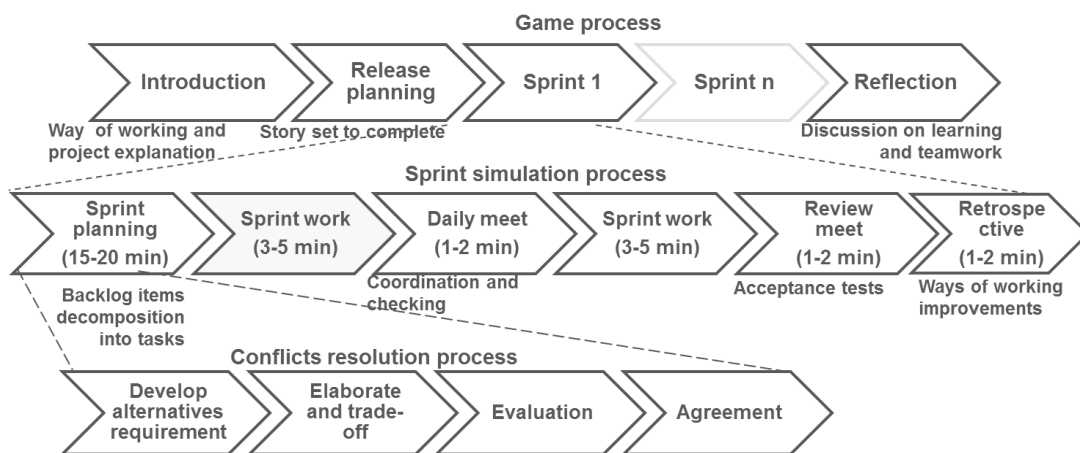 Game process
Introduction
Release
planning
Sprint 1
Sprint n
Reflection
Way of working and
project explanation
Story set to complete
Discussion on learning
and teamwork
Sprint simulation process
Sprint
planning
(15-20 min)
Sprint work
(3-5 min)
Daily meet
(1-2 min)
Sprint work
(3-5 min)
Review
meet
(1-2 min)
Retrospe
ctive
(1-2 min)
Backlog items
decomposition
into tasks
Coordination and
checking
Acceptance tests
Ways of working
improvements
Conflicts resolution process
Develop
alternatives
requirement
Elaborate
and trade-
off
Evaluation
Agreement